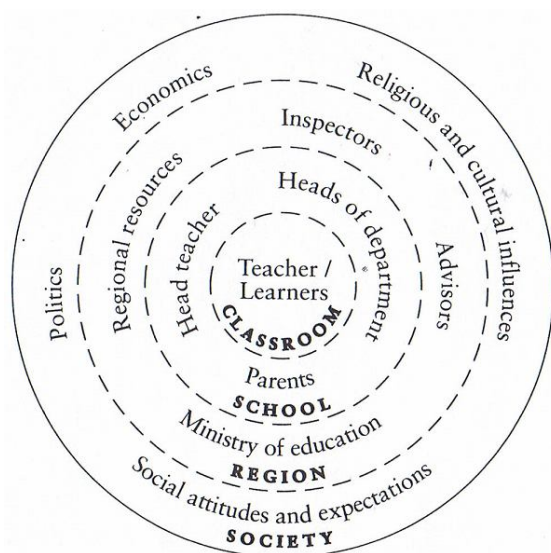 Economics
Religious and cultural influences
Politics
Inspectors
Regional resources
Advisors
Heads of department
Head teacher
Teacher /
Learners
CLASSROOM
Parents
SCHOOL
Ministry of education
REGION
Social attitudes and expectations
SOCIETY